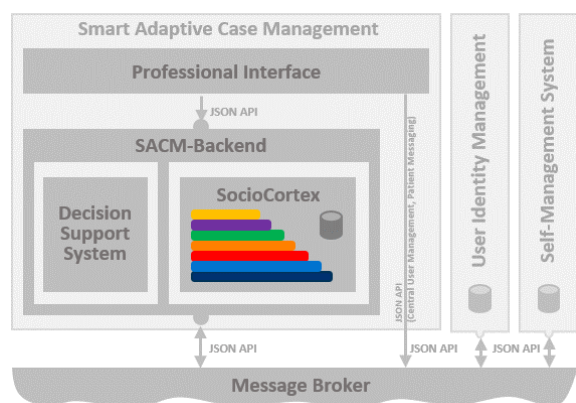 Smart Adaptive Case Management
Professional Interface
JSON API
SACM-Backend
Decision
Support
System
SocioCortex
JSON API
(Central User Management, Patient Messaging)
User Identity Management
Self-Management System
JSON API
JSON API
JSON API
Message Broker